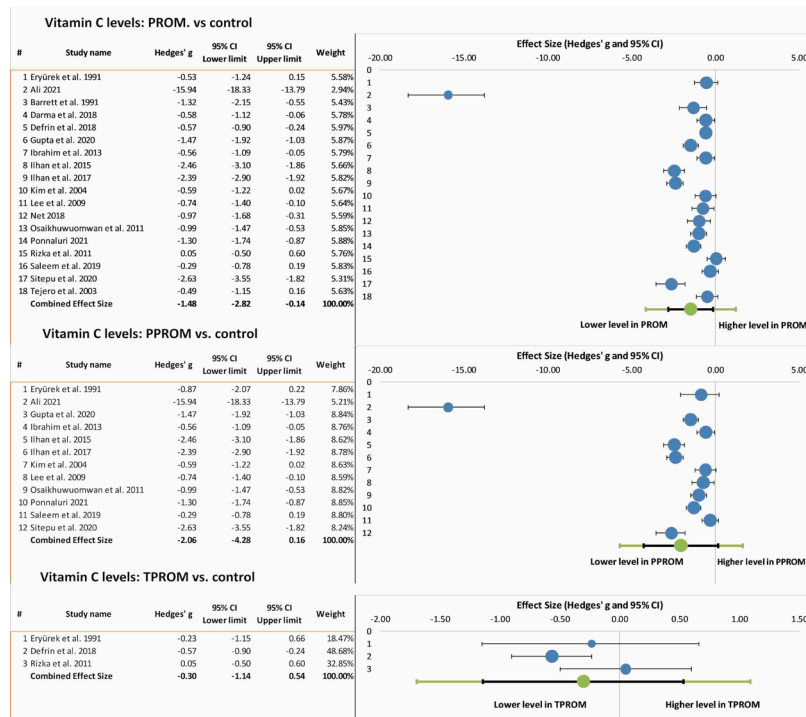 Vitamin C levels: PROM. vs control
# Study name Hedges' g 95% CI Lower limit 95% CI Upper limit Weight
1 Eryürek et al. 1991 -0.53 -1.24 0.15 5.58%
2 Ali 2021 -15.94 -18.33 -13.79 2.94%
3 Barrett et al. 1991 -1.32 -2.15 -0.55 5.43%
4 Darma et al. 2018 -0.58 -1.12 -0.06 5.78%
5 Defrin et al. 2018 -0.57 -0.90 -0.24 5.97%
6 Gupta et al. 2020 -1.47 -1.92 -1.03 5.87%
7 Ibrahim et al. 2013 -0.56 -1.09 -0.05 5.79%
8 Ilhan et al. 2015 -2.46 -3.10 -1.86 5.66%
9 Ilhan et al. 2017 -2.39 -2.90 -1.92 5.82%
10 Kim et al. 2004 -0.59 -1.22 0.02 5.67%
11 Lee et al. 2009 -0.74 -1.40 -0.10 5.64%
12 Net 2018 -0.97 -1.68 -0.31 5.59%
13 Osaikhuwuomwan et al. 2011 -0.99 -1.47 -0.53 5.85%
14 Ponnaluri 2021 -1.30 -1.74 -0.87 5.88%
15 Rizka et al. 2011 0.05 -0.50 0.60 5.76%
16 Saleem et al. 2019 -0.29 -0.78 0.19 5.83%
17 Sitepu et al. 2020 -2.63 -3.55 -1.82 5.31%
18 Tejero et al. 2003 -0.49 -1.15 0.16 5.63%
Combined Effect Size -1.48 -2.82 -0.14 100.00%
Effect Size (Hedges' g and 95% CI)
-20.00 -15.00 -10.00 -5.00 0.00 5.00
0
1
2
3
4
5
6
7
8
9
10
11
12
13
14
15
16
17
18
Lower level in PROM Higher level in PROM
Vitamin C levels: PPROM vs. control
# Study name Hedges' g 95% CI Lower limit 95% CI Upper limit Weight
1 Eryürek et al. 1991 -0.87 -2.07 0.22 7.86%
2 Ali 2021 -15.94 -18.33 -13.79 5.21%
3 Gupta et al. 2020 -1.47 -1.92 -1.03 8.84%
4 Ibrahim et al. 2013 -0.56 -1.09 -0.05 8.76%
5 Ilhan et al. 2015 -2.46 -3.10 -1.86 8.62%
6 Ilhan et al. 2017 -2.39 -2.90 -1.92 8.78%
7 Kim et al. 2004 -0.59 -1.22 0.02 8.63%
8 Lee et al. 2009 -0.74 -1.40 -0.10 8.59%
9 Osaikhuwuomwan et al. 2011 -0.99 -1.47 -0.53 8.82%
10 Ponnaluri 2021 -1.30 -1.74 -0.87 8.85%
11 Saleem et al. 2019 -0.29 -0.78 0.19 8.80%
12 Sitepu et al. 2020 -2.63 -3.55 -1.82 8.24%
Combined Effect Size -2.06 -4.28 0.16 100.00%
Effect Size (Hedges' g and 95% CI)
-20.00 -15.00 -10.00 -5.00 0.00 5.00
0
1
2
3
4
5
6
7
8
9
10
11
12
Lower level in PPROM Higher level in PPROM
Vitamin C levels: TPROM vs. control
# Study name Hedges' g 95% CI Lower limit 95% CI Upper limit Weight
1 Eryürek et al. 1991 -0.23 -1.15 0.66 18.47%
2 Defrin et al. 2018 -0.57 -0.90 -0.24 48.68%
3 Rizka et al. 2011 0.05 -0.50 0.60 32.85%
Combined Effect Size -0.30 -1.14 0.54 100.00%
Effect Size (Hedges' g and 95% CI)
-2.00 -1.50 -1.00 -0.50 0.00 0.50 1.00 1.50
0
1
2
3
Lower level in TPROM Higher level in TPROM